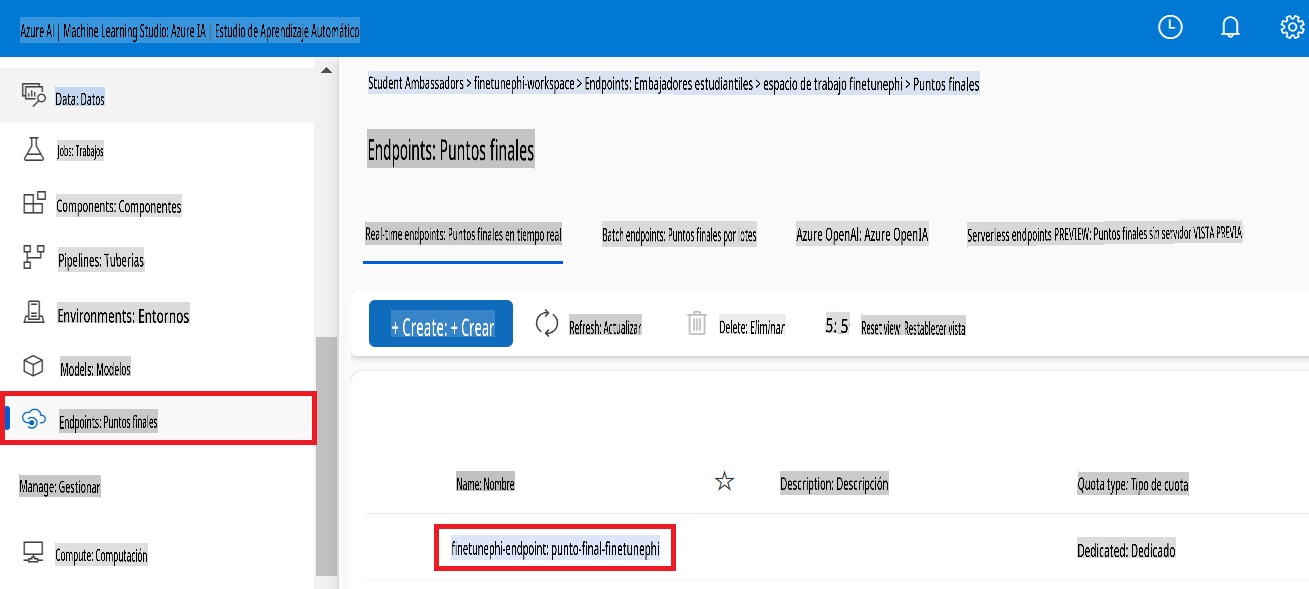 Azure AI | Machine Learning Studio: Azure IA | Estudio de Aprendizaje Automático
Data: Datos
Jobs: Trabajos
Components: Componentes
Pipelines: Tuberías
Environments: Entornos
Models: Modelos
Endpoints: Puntos finales
Manage: Gestionar
Compute: Computación
Student Ambassadors > finetunephi-workspace > Endpoints: Embajadores estudiantiles > espacio de trabajo finetunephi > Puntos finales
Endpoints: Puntos finales
Real-time endpoints: Puntos finales en tiempo real
Batch endpoints: Puntos finales por lotes
Azure OpenAI: Azure OpenIA
Serverless endpoints PREVIEW: Puntos finales sin servidor VISTA PREVIA
+ Create: + Crear
Refresh: Actualizar
Delete: Eliminar
5: 5
Reset view: Restablecer vista
Name: Nombre
Description: Descripción
Quota type: Tipo de cuota
finetunephi-endpoint: punto-final-finetunephi
Dedicated: Dedicado